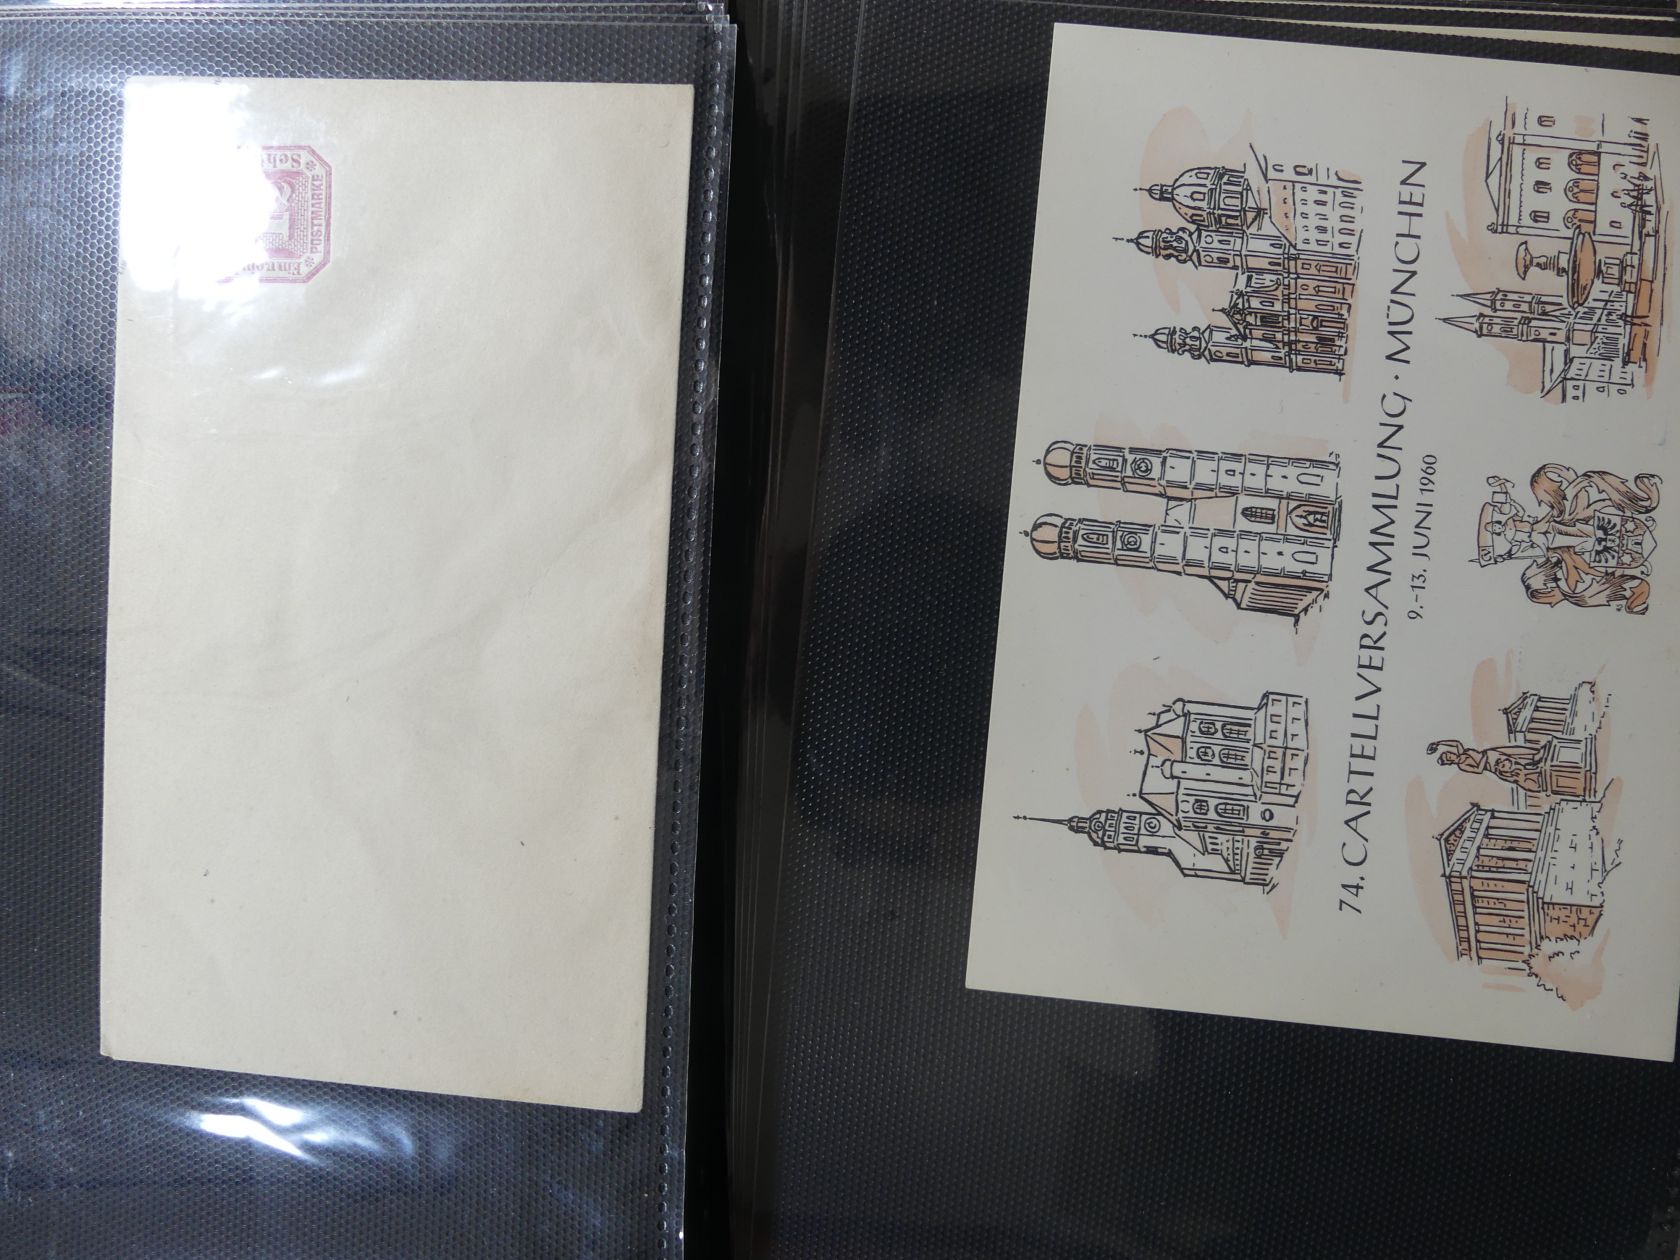 POSTMARKE
74. CARTELLVERSAMMLUNG · MÜNCHEN
9.–13. JUNI 1960